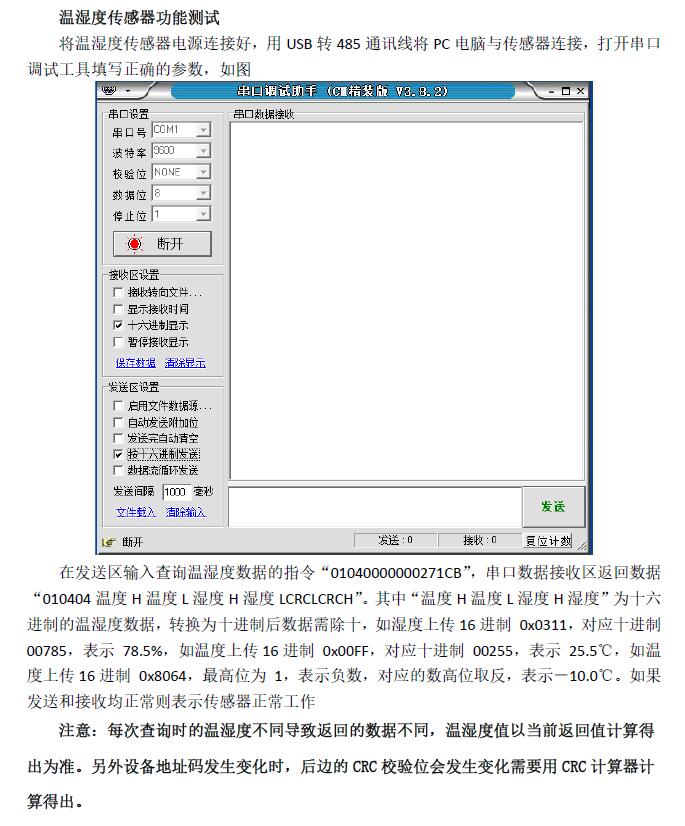 温湿度传感器功能测试
将温湿度传感器电源连接好，用 USB 转 485 通讯线将 PC 电脑与传感器连接，打开串口
调试工具填写正确的参数，如图
串口调试助手 (CM精装版 V3.8.2)
串口设置
串口号 COM1
波特率 9600
校验位 NONE
数据位 8
停止位 1
断开
接收区设置
接收转向文件...
显示接收时间
十六进制显示
暂停接收显示
保存数据 清除显示
发送区设置
启用文件数据源...
自动发送附加位
发送完自动清空
按十六进制发送
数据流循环发送
发送间隔 1000 毫秒
文件载入 清除输入
串口数据接收
发送
断开 发送：0 接收：0 复位计数
在发送区输入查询温湿度数据的指令“01040000000271CB”，串口数据接收区返回数据
“010404 温度 H 温度 L 湿度 H 湿度 LCRCLCRCH”。其中“温度 H 温度 L 湿度 H 湿度”为十六
进制的温湿度数据，转换为十进制后数据需除十，如湿度上传 16 进制 0x0311，对应十进制
00785，表示 78.5%，如温度上传 16 进制 0x00FF，对应十进制 00255，表示 25.5℃，如温
度上传 16 进制 0x8064，最高位为 1，表示负数，对应的数高位取反，表示－10.0℃。如果
发送和接收均正常则表示传感器正常工作
注意：每次查询时的温湿度不同导致返回的数据不同，温湿度值以当前返回值计算得
出为准。另外设备地址码发生变化时，后边的 CRC 校验位会发生变化需要用 CRC 计算器计
算得出。